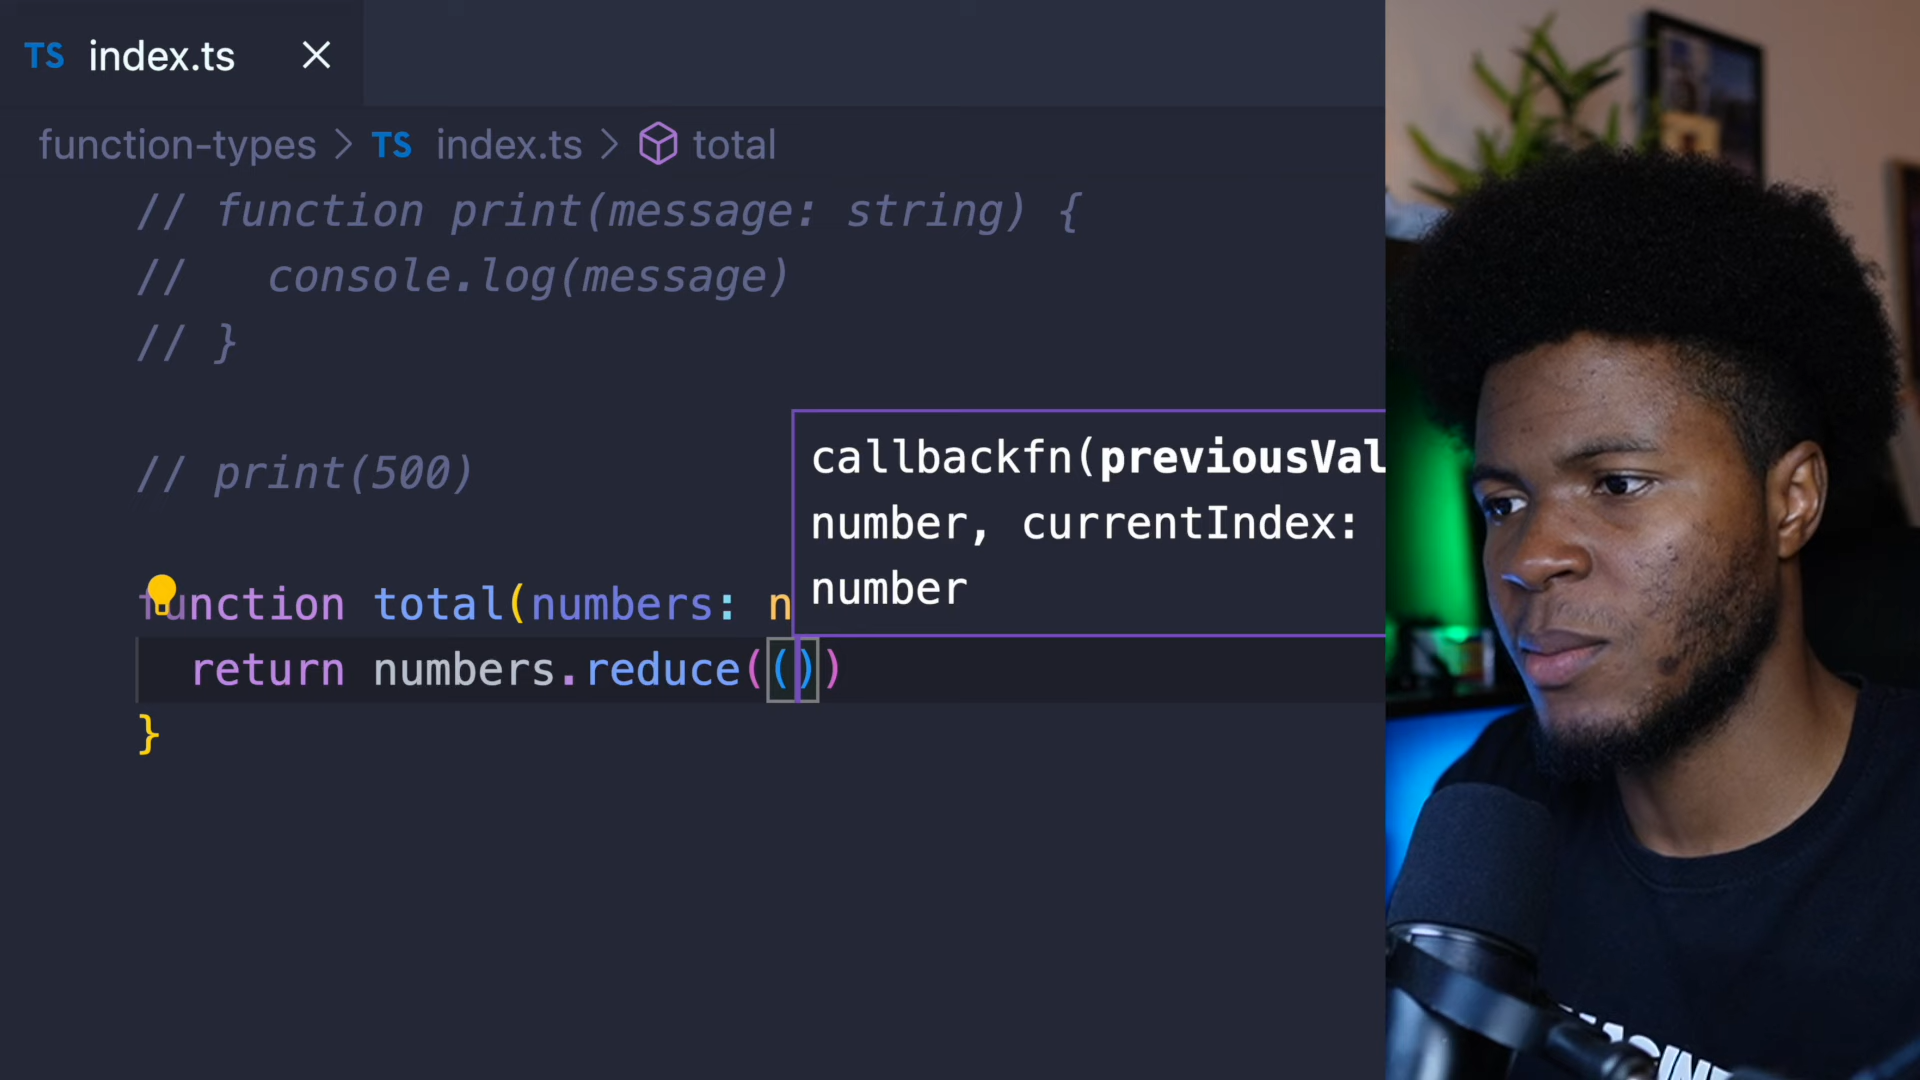 TS index.ts
function-types > TS index.ts > total
// function print(message: string) {
//   console.log(message)
// }
// print(500)
callbackfn(previousVal
number, currentIndex:
number
function total(numbers: n
return numbers.reduce(())
}